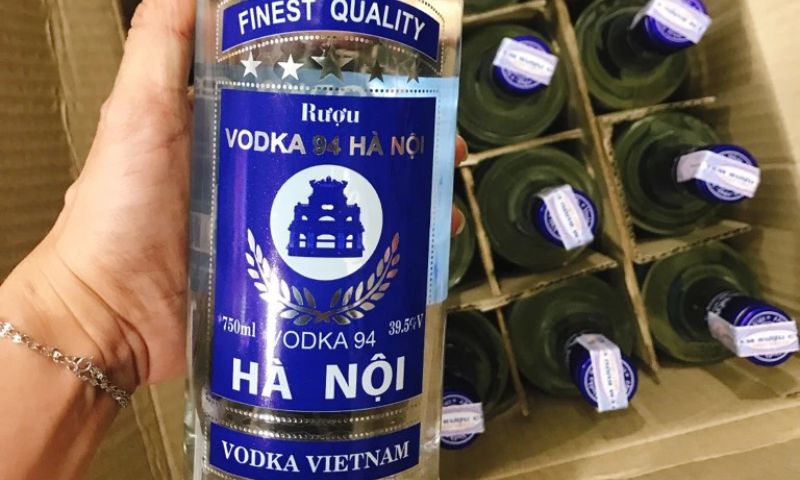 FINEST QUALITY
Rượu
VODKA 94 HÀ NỘI
750ml
39.5%V
VODKA 94
HÀ NỘI
VODKA VIETNAM